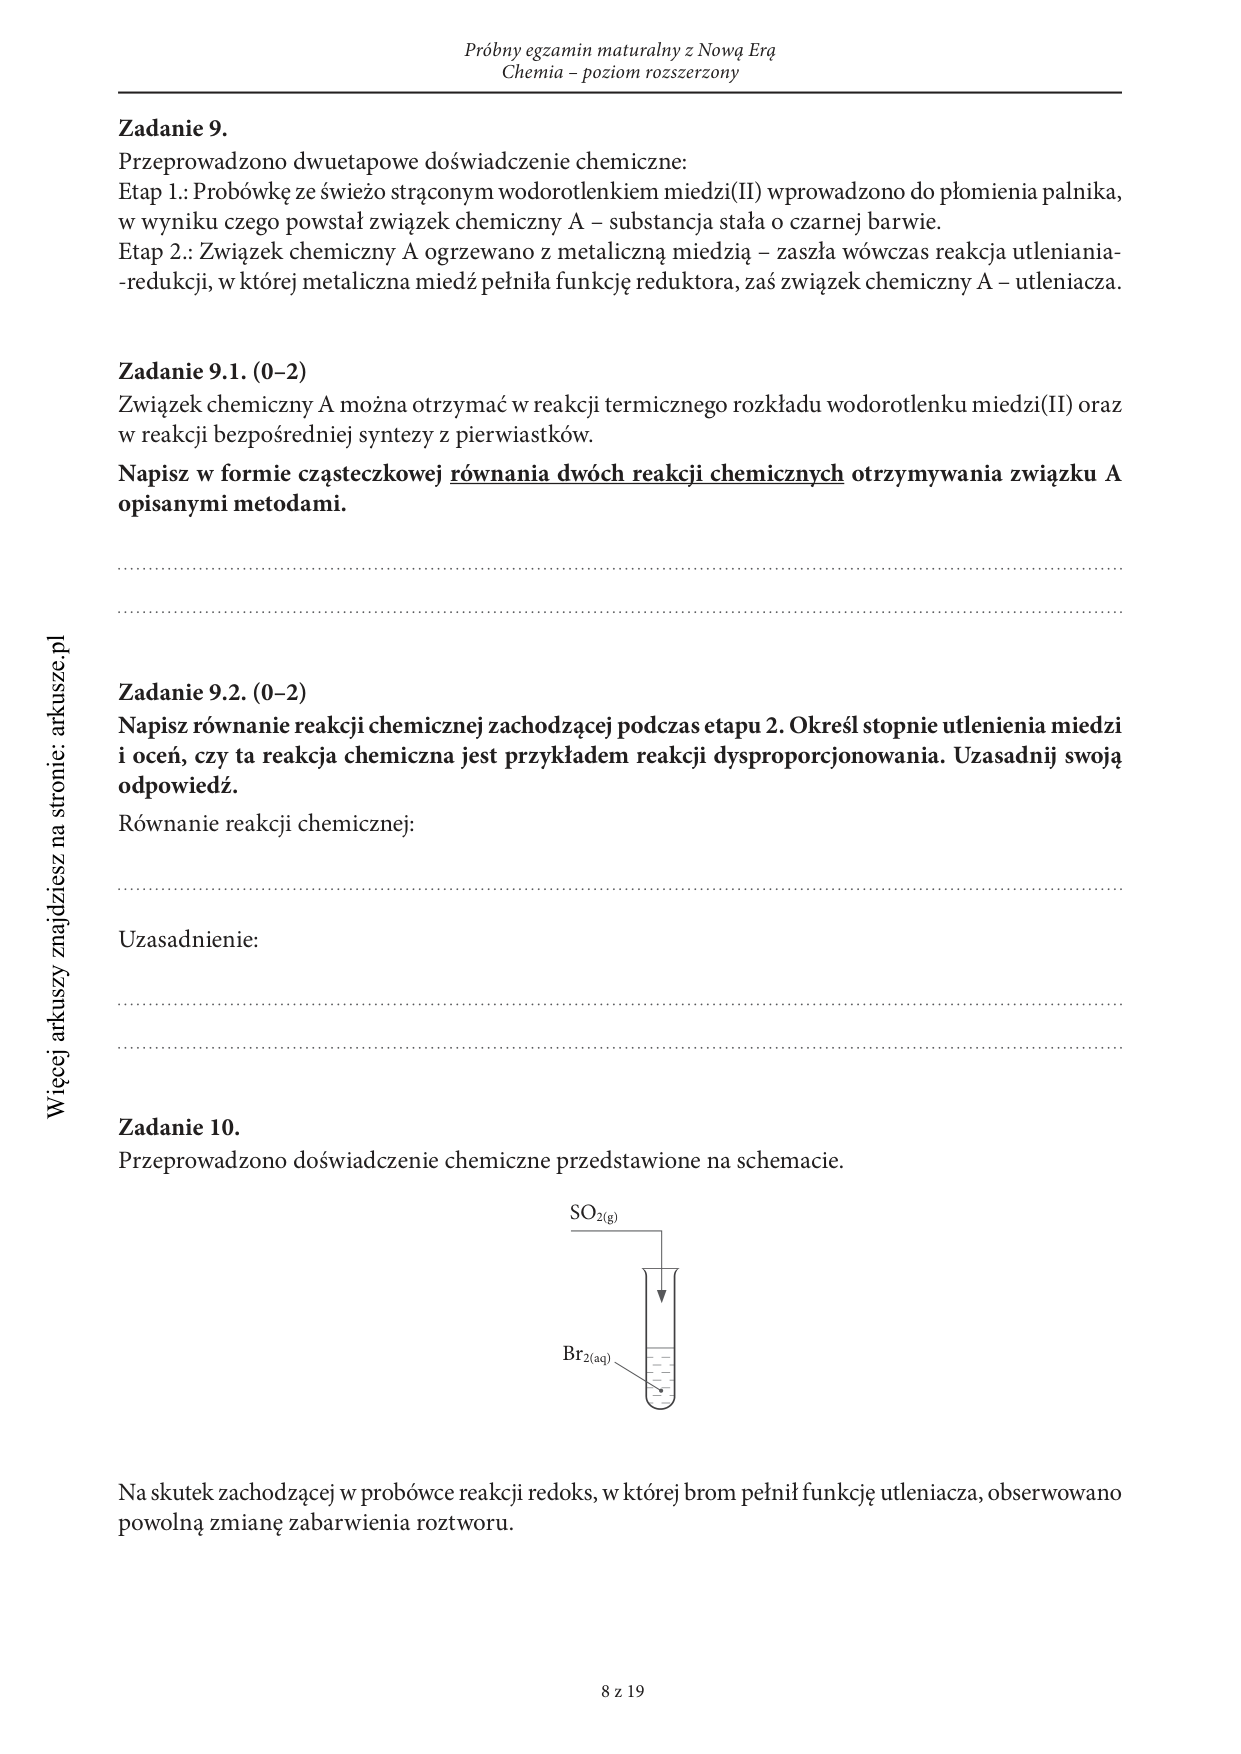 Próbny egzamin maturalny z Nową Erą
Chemia – poziom rozszerzony
Zadanie 9.
Przeprowadzono dwuetapowe doświadczenie chemiczne:
Etap 1.: Probówkę ze świeżo strąconym wodorotlenkiem miedzi(II) wprowadzono do płomienia palnika,
w wyniku czego powstał związek chemiczny A – substancja stała o czarnej barwie.
Etap 2.: Związek chemiczny A ogrzewano z metaliczną miedzią – zaszła wówczas reakcja utleniania-
-redukcji, w której metaliczna miedź pełniła funkcję reduktora, zaś związek chemiczny A – utleniacza.
Zadanie 9.1. (0–2)
Związek chemiczny A można otrzymać w reakcji termicznego rozkładu wodorotlenku miedzi(II) oraz
w reakcji bezpośredniej syntezy z pierwiastków.
Napisz w formie cząsteczkowej równania dwóch reakcji chemicznych otrzymywania związku A
opisanymi metodami.
Zadanie 9.2. (0–2)
Napisz równanie reakcji chemicznej zachodzącej podczas etapu 2. Określ stopnie utlenienia miedzi
i oceń, czy ta reakcja chemiczna jest przykładem reakcji dysproporcjonowania. Uzasadnij swoją
odpowiedź.
Równanie reakcji chemicznej:
Uzasadnienie:
Zadanie 10.
Przeprowadzono doświadczenie chemiczne przedstawione na schemacie.
SO2(g)
Br2(aq)
Na skutek zachodzącej w probówce reakcji redoks, w której brom pełnił funkcję utleniacza, obserwowano
powolną zmianę zabarwienia roztworu.
8 z 19
Więcej arkuszy znajdziesz na stronie: arkusze.pl